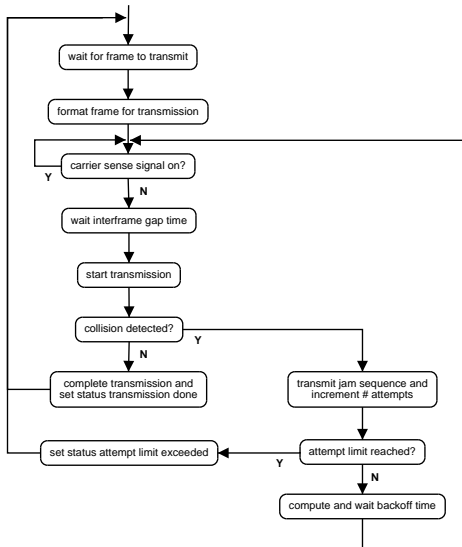 wait for frame to transmit
format frame for transmission
carrier sense signal on?
Y
N
wait interframe gap time
start transmission
collision detected?
Y
N
complete transmission and
set status transmission done
transmit jam sequence and
increment # attempts
set status attempt limit exceeded
attempt limit reached?
Y
N
compute and wait backoff time